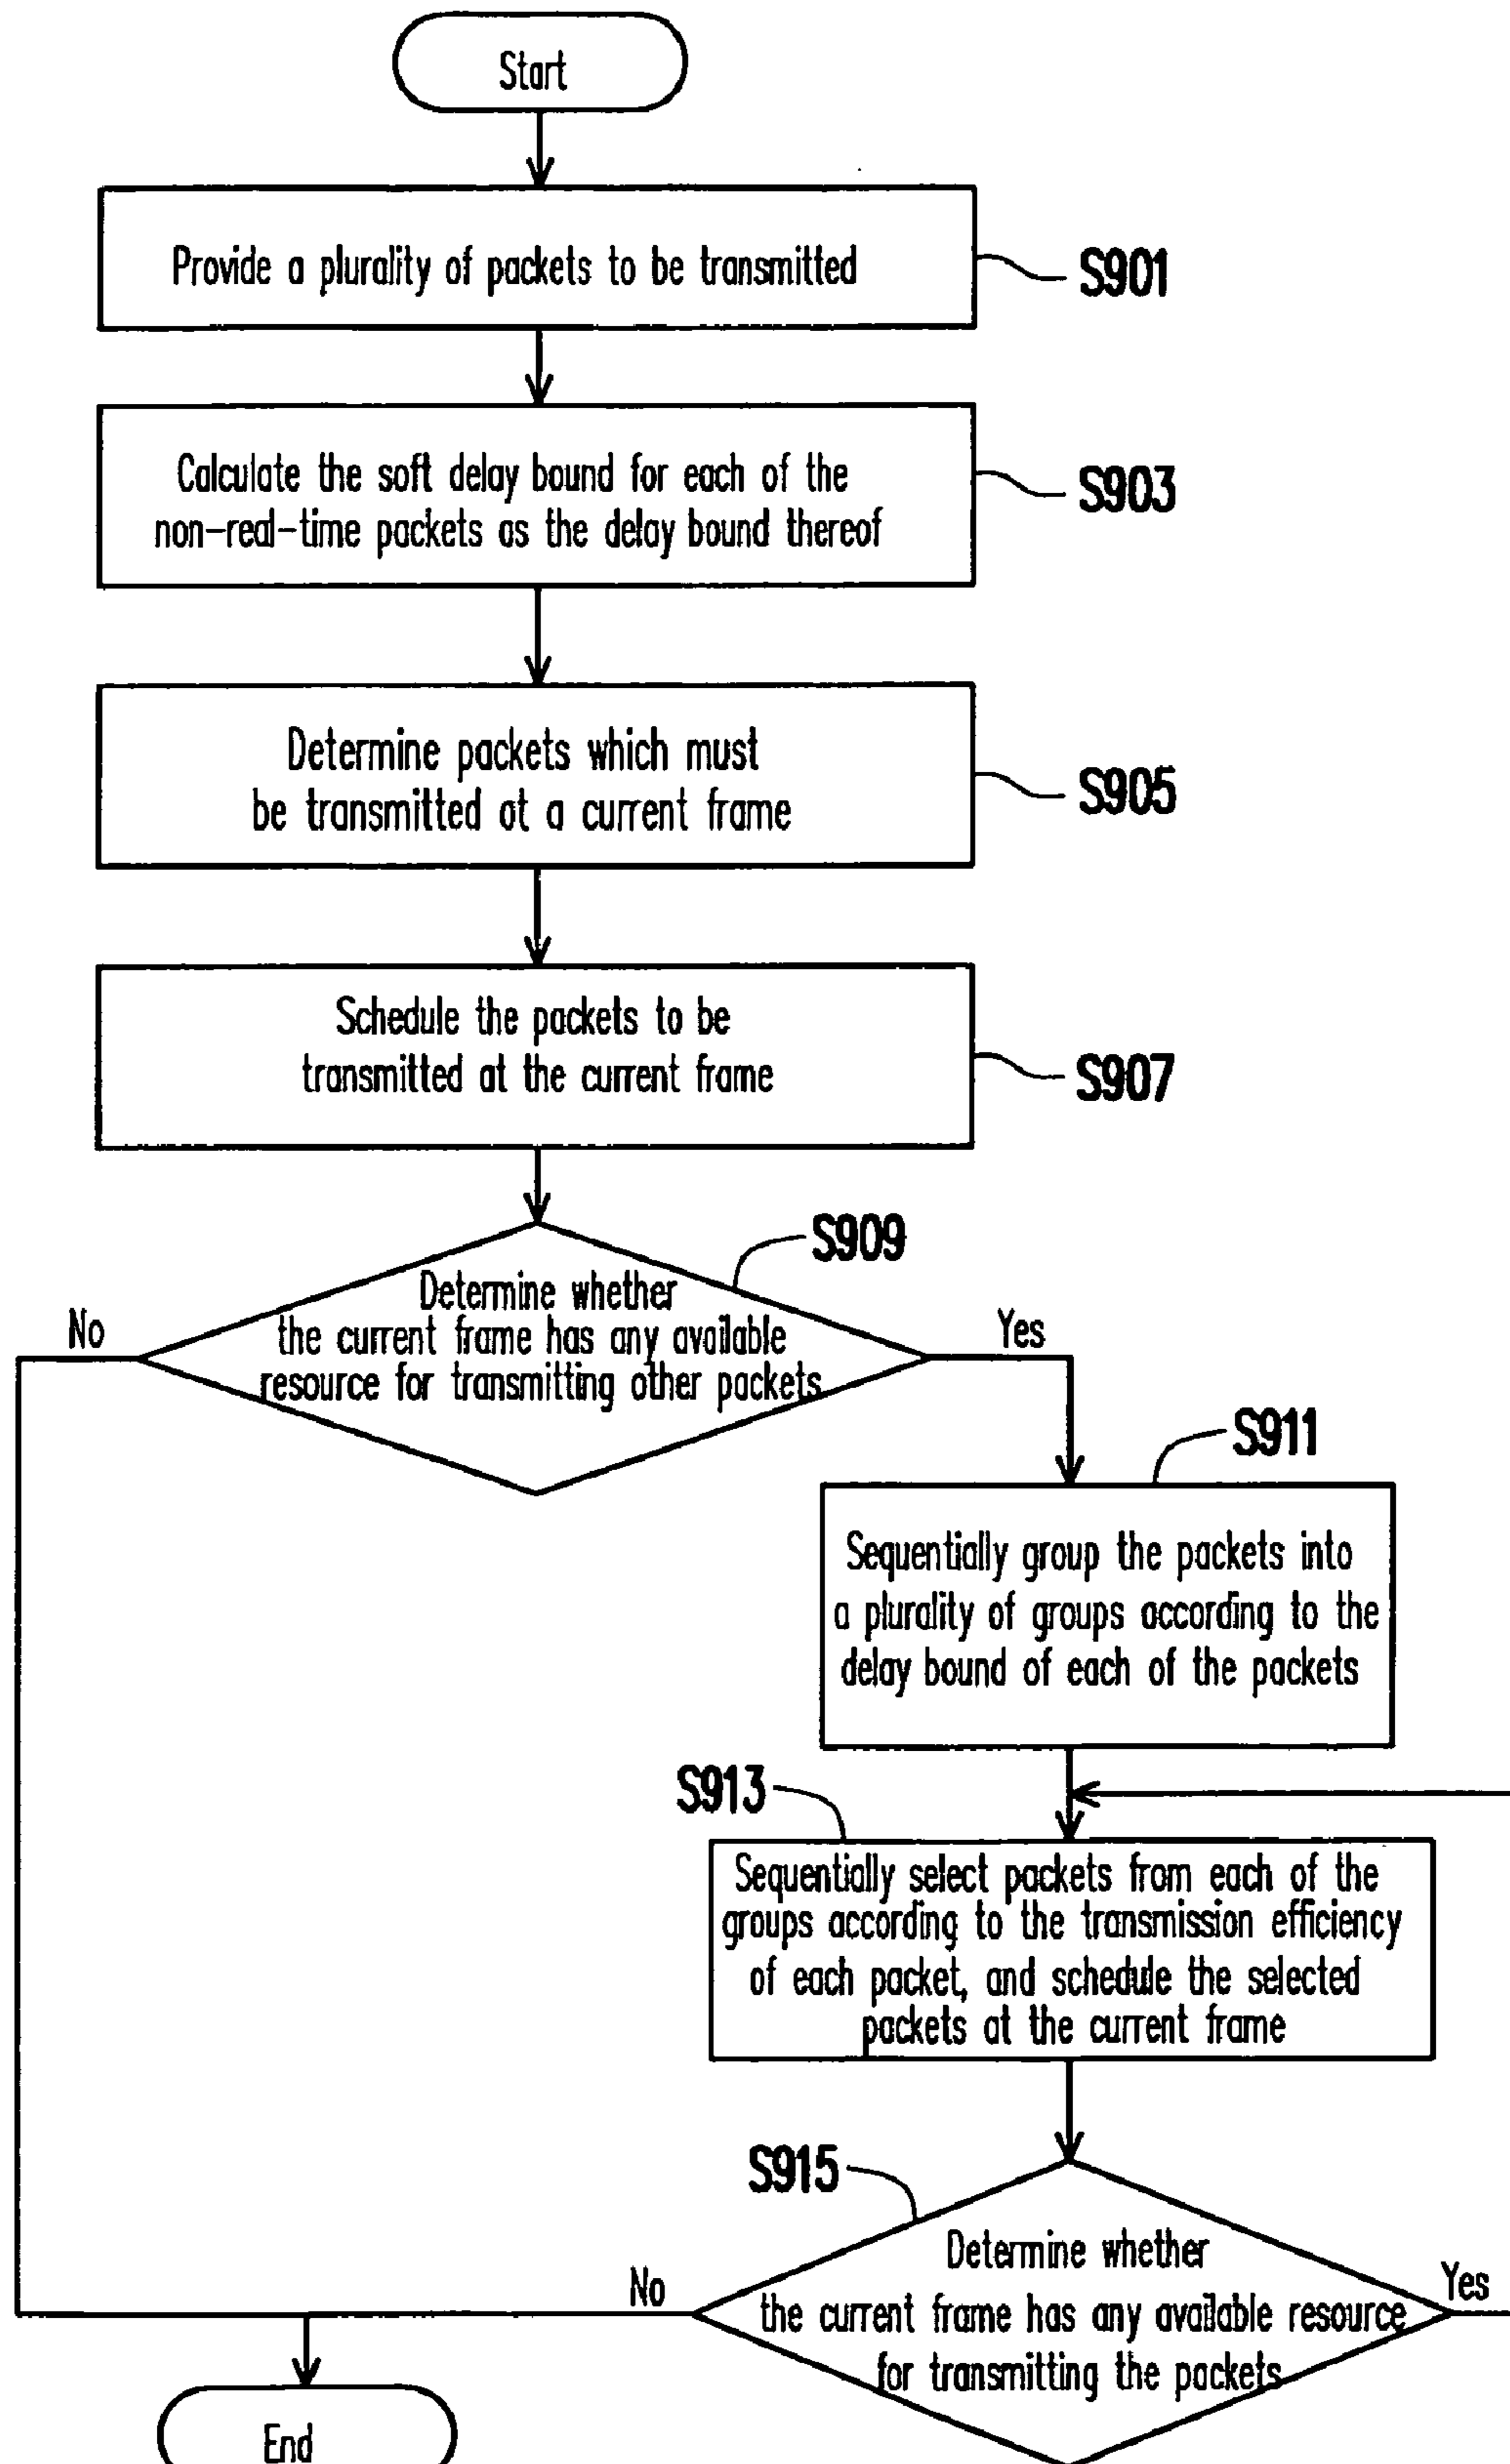 Start
Provide a plurality of packets to be transmitted
S901
Calculate the soft delay bound for each of the
non-real-time packets as the delay bound thereof
S903
Determine packets which must
be transmitted at a current frame
S905
Schedule the packets to be
transmitted at the current frame
S907
S909
Determine whether
the current frame has any available
resource for transmitting other packets
No
Yes
S911
Sequentially group the packets into
a plurality of groups according to the
delay bound of each of the packets
S913
Sequentially select packets from each of the
groups according to the transmission efficiency
of each packet, and schedule the selected
packets at the current frame
S915
Determine whether
the current frame has any available resource
for transmitting the packets
No
Yes
End